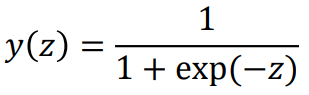 y(z) = 1 / (1 + exp(−z))